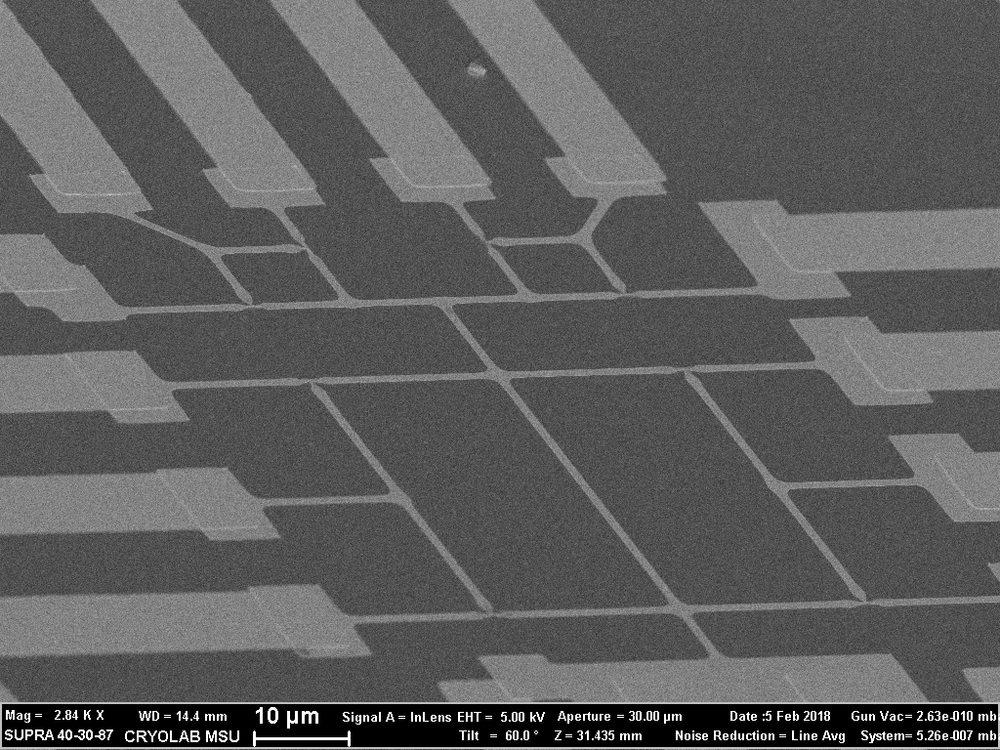 Mag = 2.84 K X WD = 14.4 mm 10 µm Signal A = InLens EHT = 5.00 kV Aperture = 30.00 µm Date :5 Feb 2018 Gun Vac= 2.63e-010 mb
SUPRA 40-30-87 CRYOLAB MSU Tilt = 60.0 ° Z = 31.435 mm Noise Reduction = Line Avg System= 5.26e-007 mb